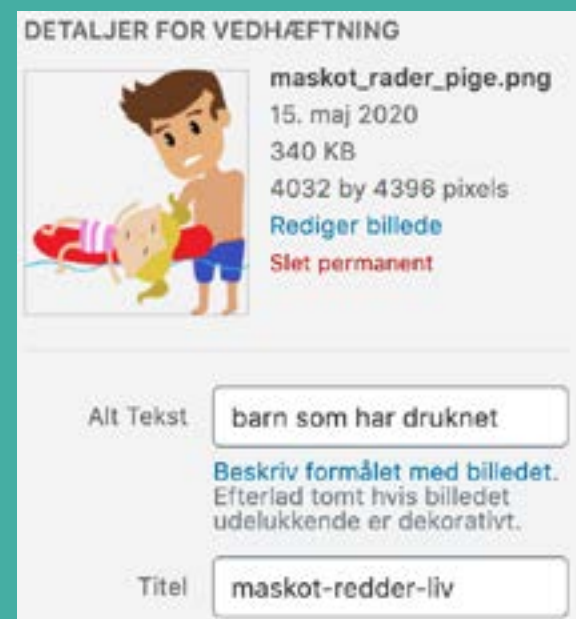 DETALJER FOR VEDHÆFTNING
maskot_rader_pige.png
15. maj 2020
340 KB
4032 by 4396 pixels
Rediger billede
Slet permanent
Alt Tekst
barn som har druknet
Beskriv formålet med billedet.
Efterlad tomt hvis billedet
udelukkende er dekorativt.
Titel
maskot-redder-liv